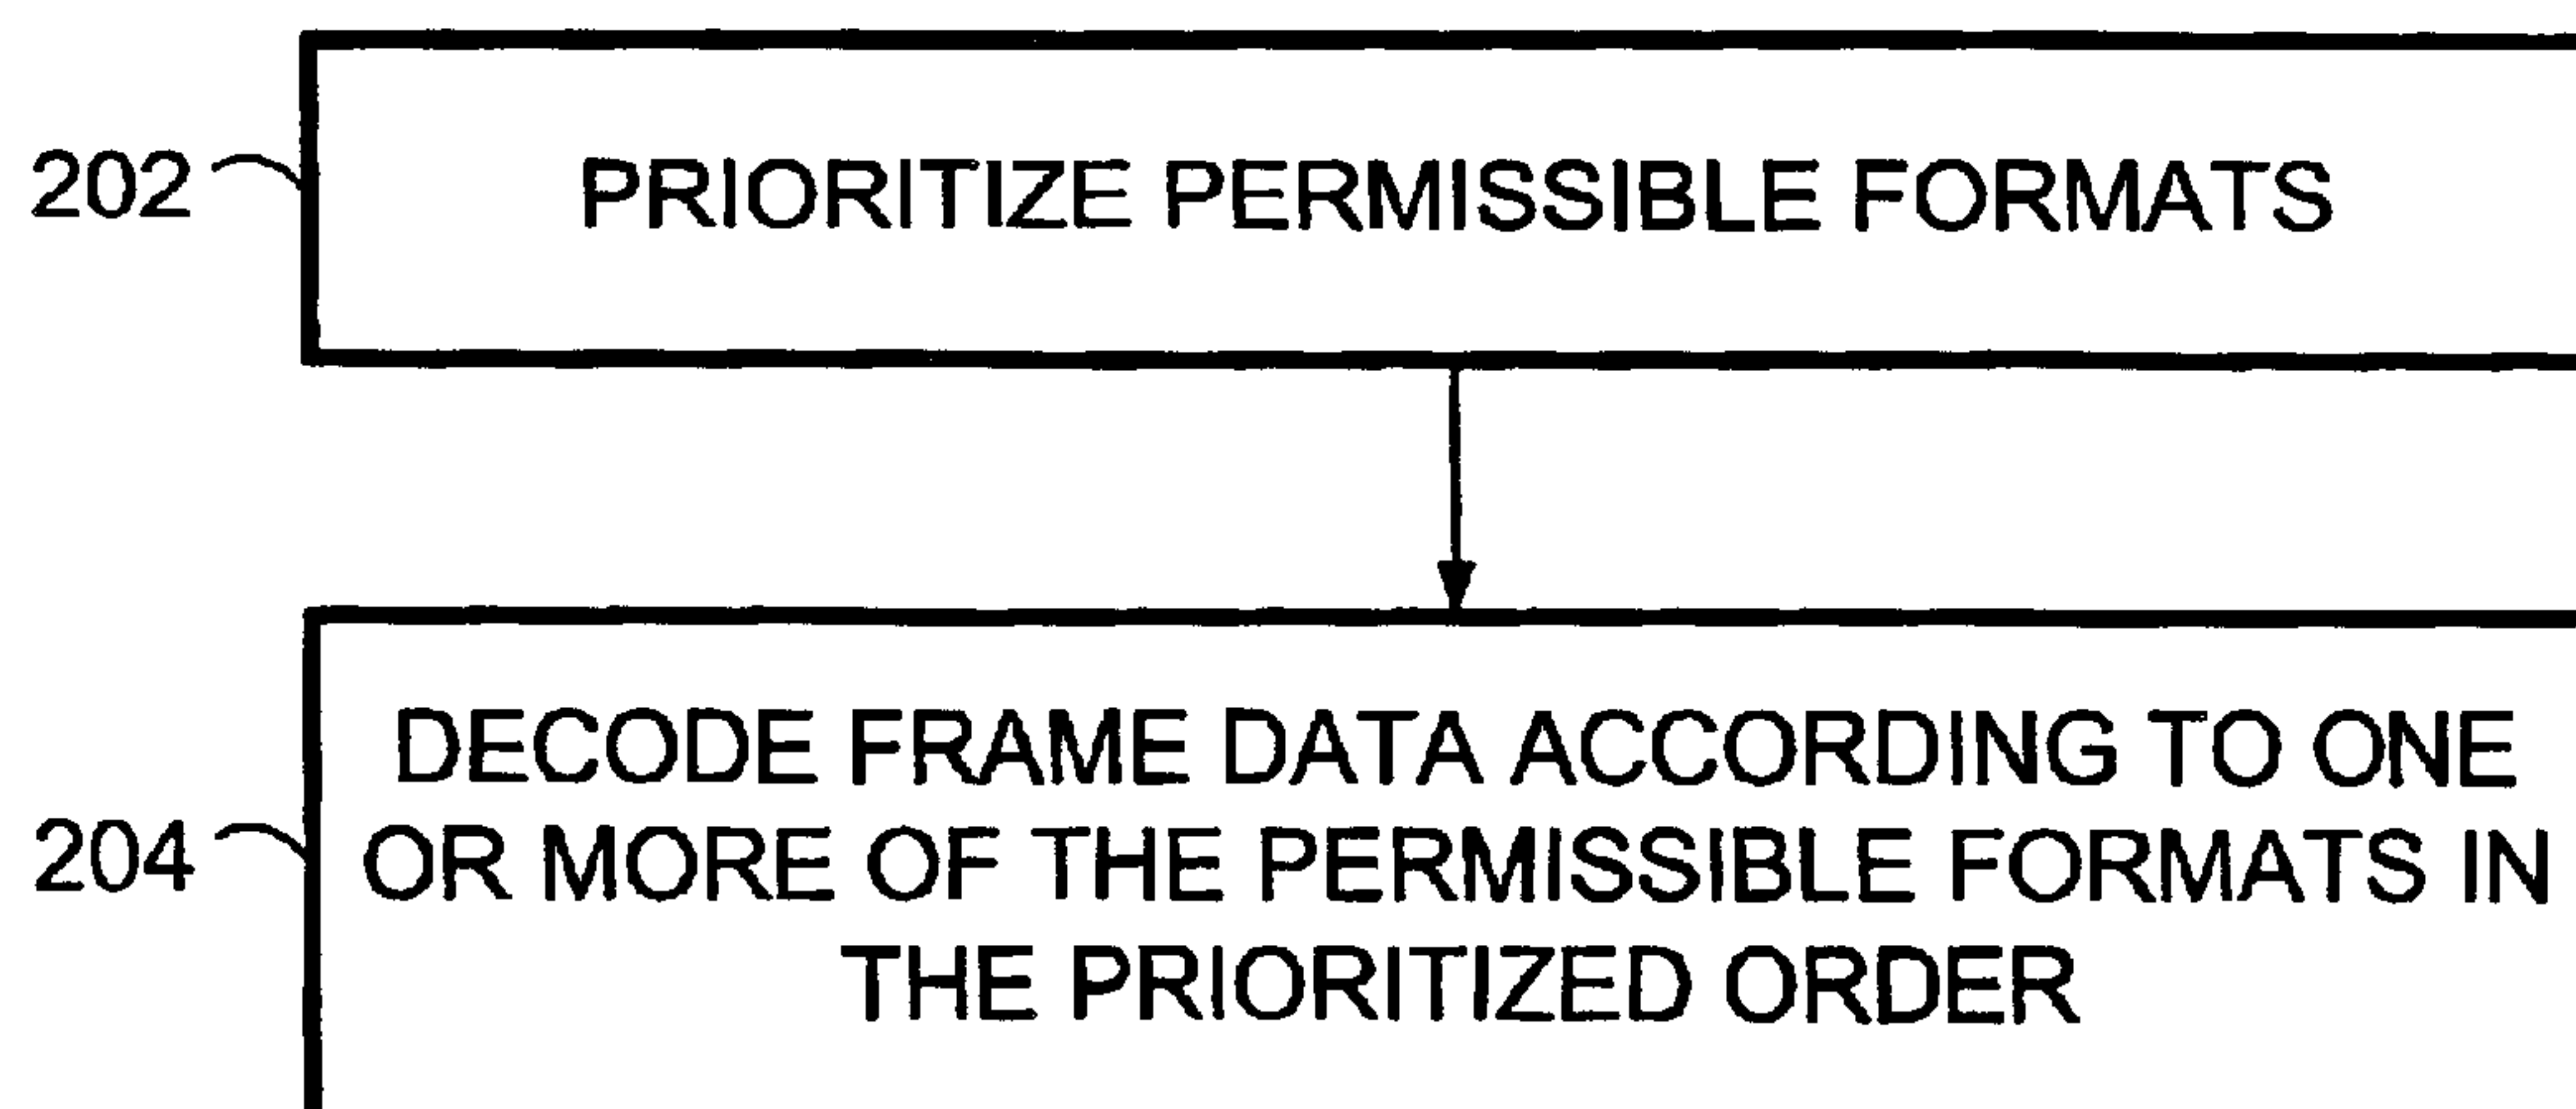 202
PRIORITIZE PERMISSIBLE FORMATS
204
DECODE FRAME DATA ACCORDING TO ONE
OR MORE OF THE PERMISSIBLE FORMATS IN
THE PRIORITIZED ORDER